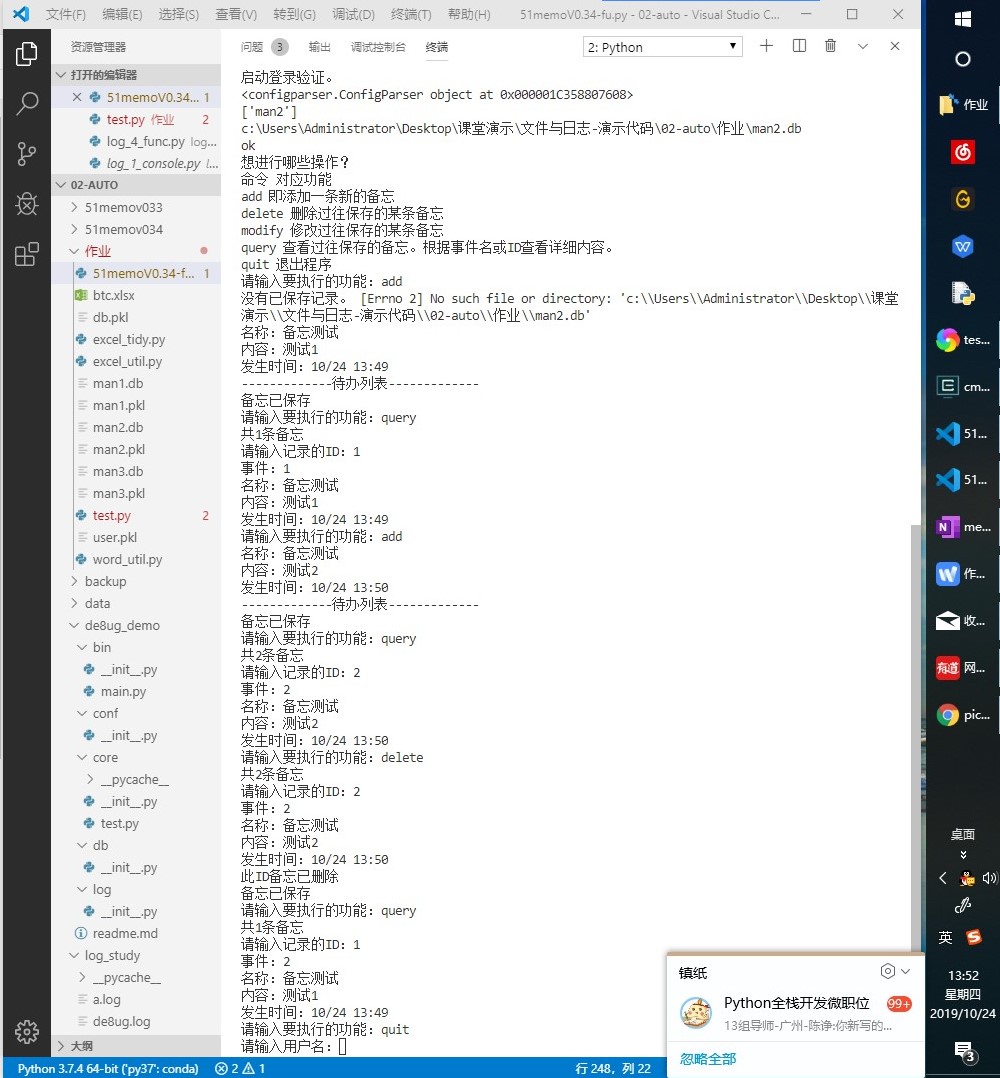 文件(F) 编辑(E) 选择(S) 查看(V) 转到(G) 调试(D) 终端(T) 帮助(H) 51memoV0.34-fu.py - 02-auto - Visual Studio C...
资源管理器
打开的编辑器
51memoV0.34... 1
test.py 作业 2
log_4_func.py log...
log_1_console.py l...
02-AUTO
51memov033
51memov034
作业
51memoV0.34-f... 1
btc.xlsx
db.pkl
excel_tidy.py
excel_util.py
man1.db
man1.pkl
man2.db
man2.pkl
man3.db
man3.pkl
test.py 2
user.pkl
word_util.py
backup
data
de8ug_demo
bin
__init__.py
main.py
conf
__init__.py
core
__pycache__
__init__.py
test.py
db
__init__.py
log
__init__.py
readme.md
log_study
__pycache__
a.log
de8ug.log
大纲
问题 3 输出 调试控制台 终端 2: Python
启动登录验证。
<configparser.ConfigParser object at 0x000001C358807608>
['man2']
c:\Users\Administrator\Desktop\课堂演示\文件与日志-演示代码\02-auto\作业\man2.db
ok
想进行哪些操作？
命令 对应功能
add 即添加一条新的备忘
delete 删除过往保存的某条备忘
modify 修改过往保存的某条备忘
query 查看过往保存的备忘。根据事件名或ID查看详细内容。
quit 退出程序
请输入要执行的功能: add
没有已保存记录。 [Errno 2] No such file or directory: 'c:\\Users\\Administrator\\Desktop\\课堂
演示\\文件与日志-演示代码\\02-auto\\作业\\man2.db'
名称: 备忘测试
内容: 测试1
发生时间: 10/24 13:49
-------------待办列表-------------
备忘已保存
请输入要执行的功能: query
共1条备忘
请输入记录的ID: 1
事件: 1
名称: 备忘测试
内容: 测试1
发生时间: 10/24 13:49
请输入要执行的功能: add
名称: 备忘测试
内容: 测试2
发生时间: 10/24 13:50
-------------待办列表-------------
备忘已保存
请输入要执行的功能: query
共2条备忘
请输入记录的ID: 2
事件: 2
名称: 备忘测试
内容: 测试2
发生时间: 10/24 13:50
请输入要执行的功能: delete
共2条备忘
请输入记录的ID: 2
事件: 2
名称: 备忘测试
内容: 测试2
发生时间: 10/24 13:50
此ID备忘已删除
备忘已保存
请输入要执行的功能: query
共1条备忘
请输入记录的ID: 1
事件: 2
名称: 备忘测试
内容: 测试1
发生时间: 10/24 13:49
请输入要执行的功能: quit
请输入用户名:
Python 3.7.4 64-bit ('py37': conda) 2 1 行 248，列 22
镇纸
Python全栈开发微职位 99+
13组导师-广州-陈诤:你新写的...
忽略全部
作业
tes...
cm...
51...
51...
me...
作...
收...
有道 网...
pic...
桌面
英
13:52
星期四
2019/10/24
3